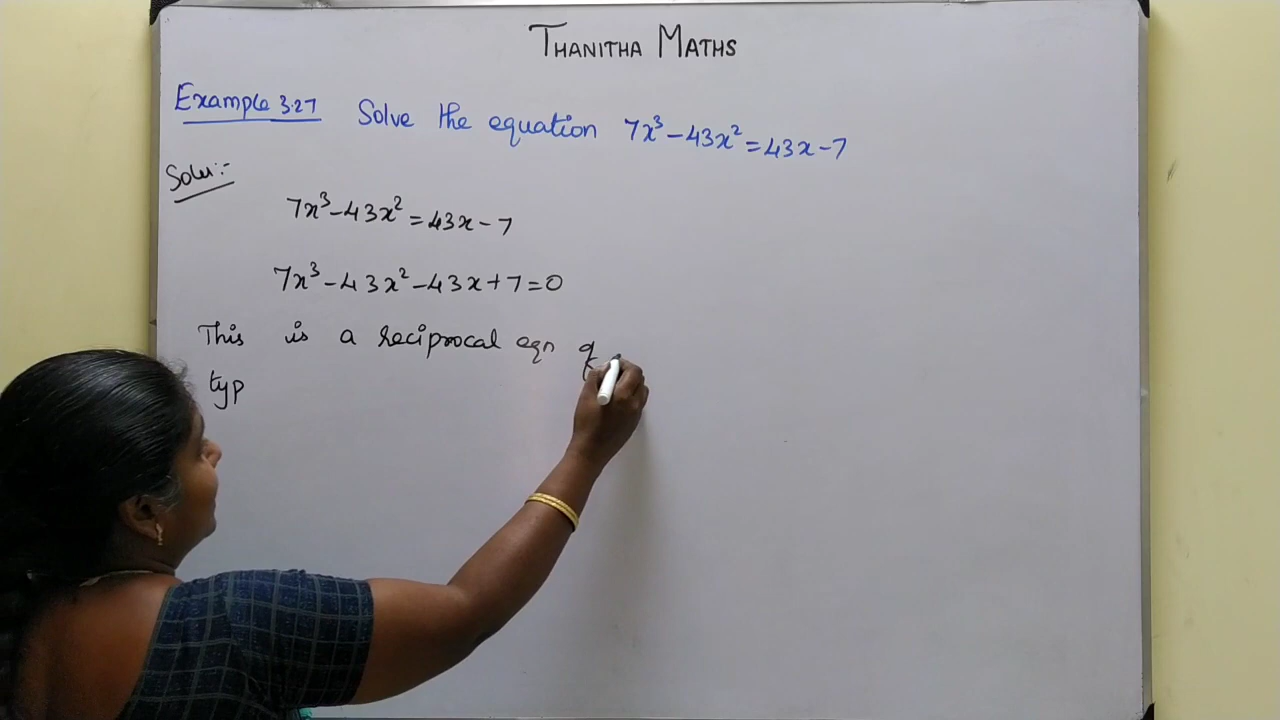 THANITHA MATHS
Example 3.27 Solve the equation 7x³ - 43x² = 43x - 7
Solu:-
7x³ - 43x² = 43x - 7
7x³ - 43x² - 43x + 7 = 0
This is a reciprocal eqn of
typ